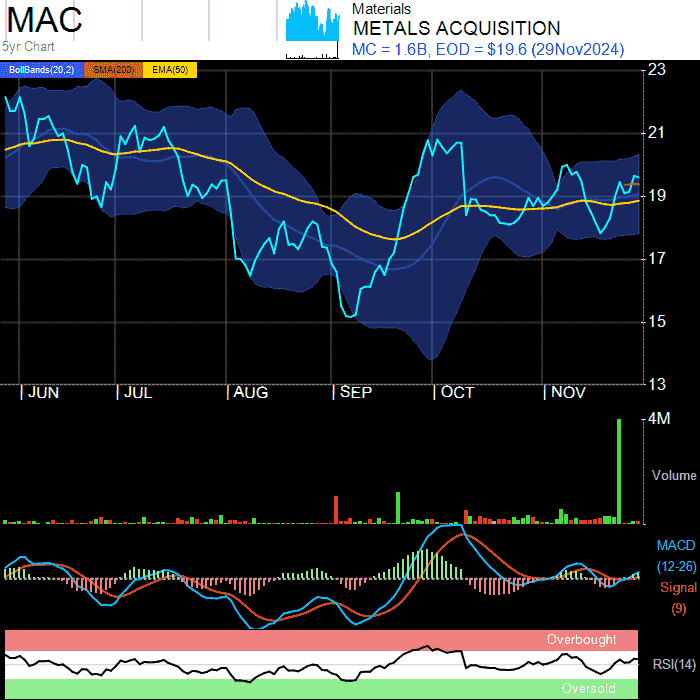 MAC
5yr Chart
Materials
METALS ACQUISITION
MC = 1.6B, EOD = $19.6 (29Nov2024)
BollBands(20,2) SMA(200) EMA(50)
23
21
19
17
15
13
JUN JUL AUG SEP OCT NOV
4M
Volume
MACD
(12-26)
Signal
(9)
Overbought
RSI(14)
Oversold